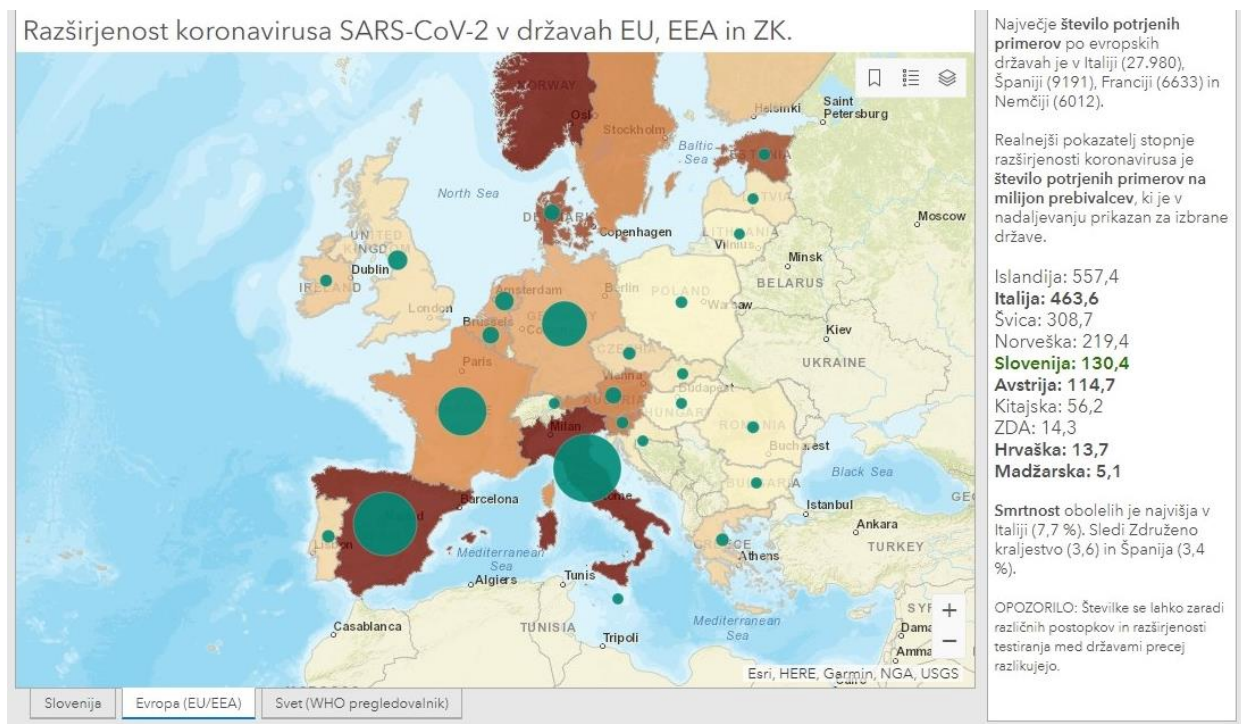 Razširjenost koronavirusa SARS-CoV-2 v državah EU, EEA in ZK.
NORWAY
Oslo
Helsinki
Saint
Petersburg
Stockholm
Baltic
Sea
ESTONIA
North Sea
LATVIA
Moscow
DENMARK
Copenhagen
LITHUANIA
Vilnius
UNITED
KINGDOM
Minsk
Dublin
BELARUS
IRELAND
Amsterdam
Berlin
POLAND
Warsaw
London
GERMANY
Brussels
Kiev
CZECHIA
Paris
UKRAINE
Vienna
Budapest
AUSTRIA
HUNGARY
Milan
ROMANIA
Bucharest
BULGARIA
Black Sea
Barcelona
Rome
Istanbul
Madrid
Ankara
Lisbon
GREECE
TURKEY
Mediterranean
Sea
Athens
Algiers
Tunis
Casablanca
TUNISIA
Mediterranean
Sea
Tripoli
SYR
Dama
Amma
Cairo
MOROCCO
+
−
Esri, HERE, Garmin, NGA, USGS
Slovenija
Evropa (EU/EEA)
Svet (WHO pregledovalnik)
Največje število potrjenih
primerov po evropskih
državah je v Italiji (27.980),
Španiji (9191), Franciji (6633) in
Nemčiji (6012).
Realnejši pokazatelj stopnje
razširjenosti koronavirusa je
število potrjenih primerov na
milijon prebivalcev, ki je v
nadaljevanju prikazan za izbrane
države.
Islandija: 557,4
Italija: 463,6
Švica: 308,7
Norveška: 219,4
Slovenija: 130,4
Avstrija: 114,7
Kitajska: 56,2
ZDA: 14,3
Hrvaška: 13,7
Madžarska: 5,1
Smrtnost obolelih je najvišja v
Italiji (7,7 %). Sledi Združeno
kraljestvo (3,6) in Španija (3,4
%).
OPOZORILO: Številke se lahko zaradi
različnih postopkov in razširjenosti
testiranja med državami precej
razlikujejo.